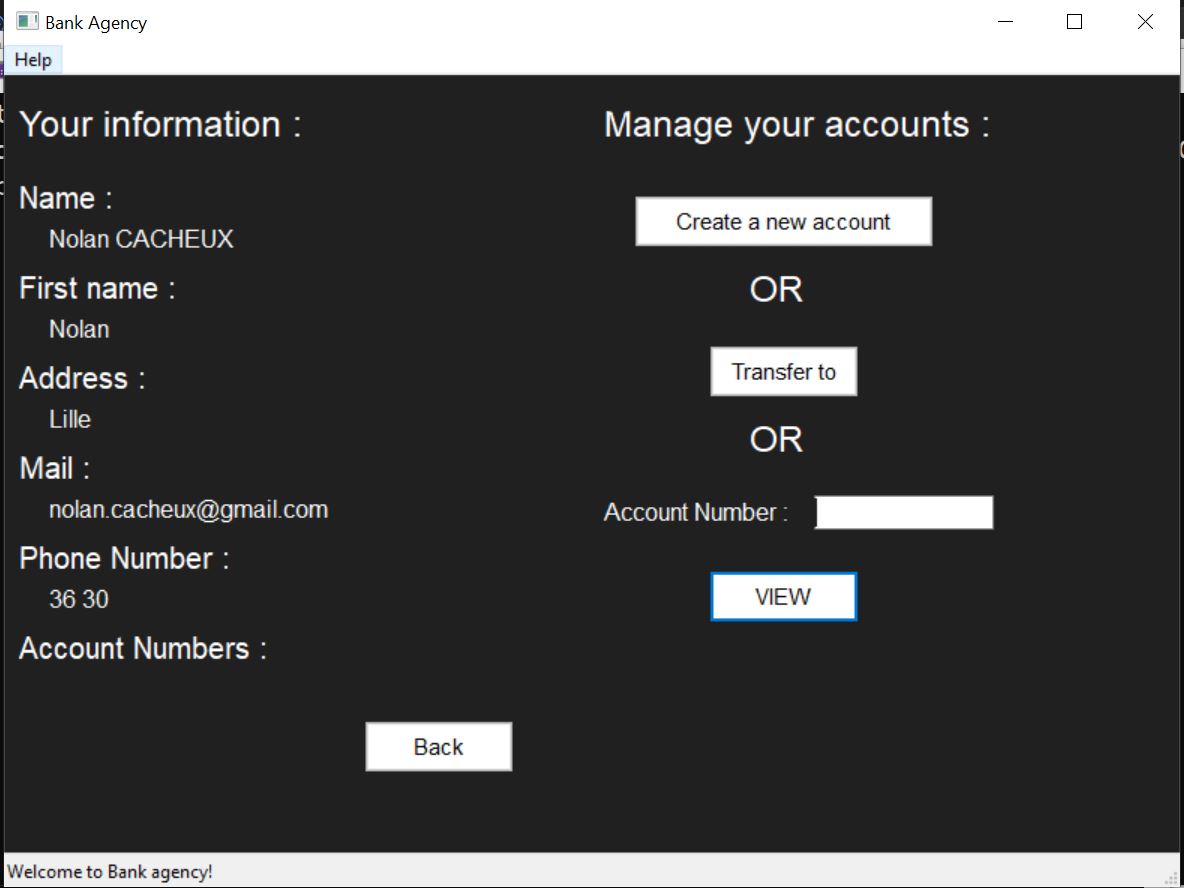 Bank Agency
Help
Your information :
Name :
Nolan CACHEUX
First name :
Nolan
Address :
Lille
Mail :
nolan.cacheux@gmail.com
Phone Number :
36 30
Account Numbers :
Back
Manage your accounts :
Create a new account
OR
Transfer to
OR
Account Number :
VIEW
Welcome to Bank agency!